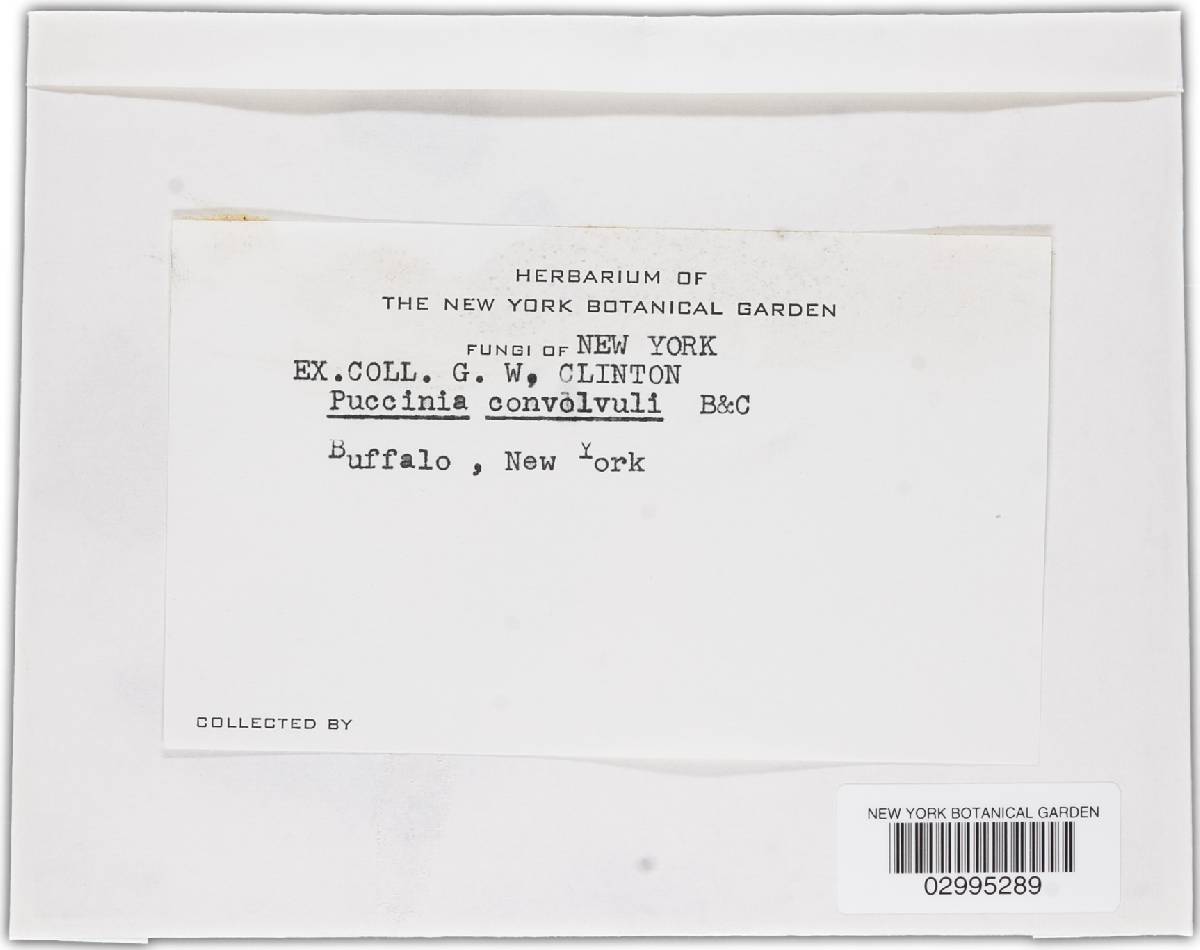 HERBARIUM OF
THE NEW YORK BOTANICAL GARDEN
FUNGI OF NEW YORK
EX.COLL. G. W, CLINTON
Puccinia convolvuli B&C
Buffalo , New York
COLLECTED BY
NEW YORK BOTANICAL GARDEN
02995289